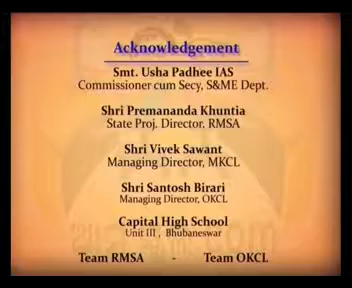 Acknowledgement
Smt. Usha Padhee IAS
Commissioner cum Secy, S&ME Dept.
Shri Premananda Khuntia
State Proj. Director. RMSA
Shri Vivek Sawant
Managing Director, MKCL
Shri Santosh Birari
Managing Director, OKCL
Capital High School
Unit III , Bhubaneswar
Team RMSA - Team OKCL